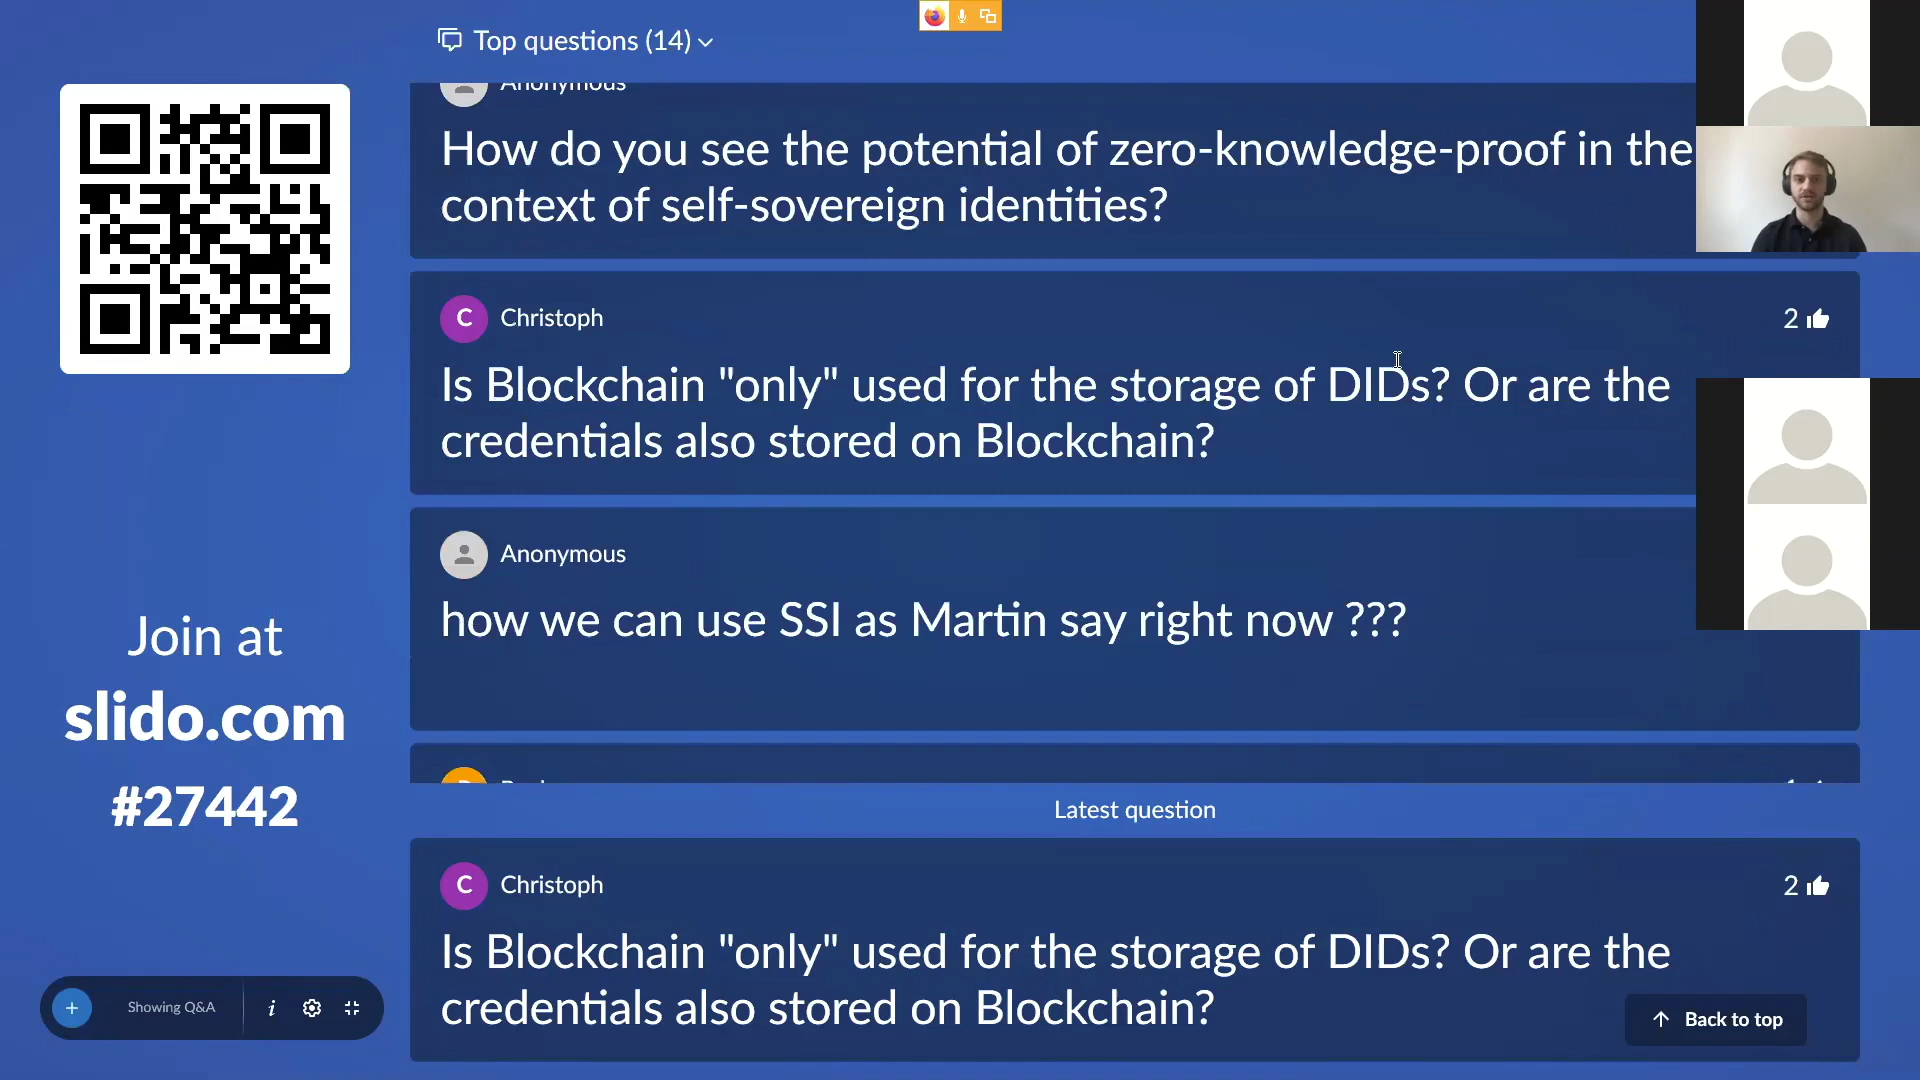 Top questions (14)
Anonymous
How do you see the potential of zero-knowledge-proof in the
context of self-sovereign identities?
C Christoph 2
Is Blockchain "only" used for the storage of DIDs? Or are the
credentials also stored on Blockchain?
Anonymous
how we can use SSI as Martin say right now ???
Latest question
C Christoph 2
Is Blockchain "only" used for the storage of DIDs? Or are the
credentials also stored on Blockchain?
Back to top
Join at
slido.com
#27442
Showing Q&A